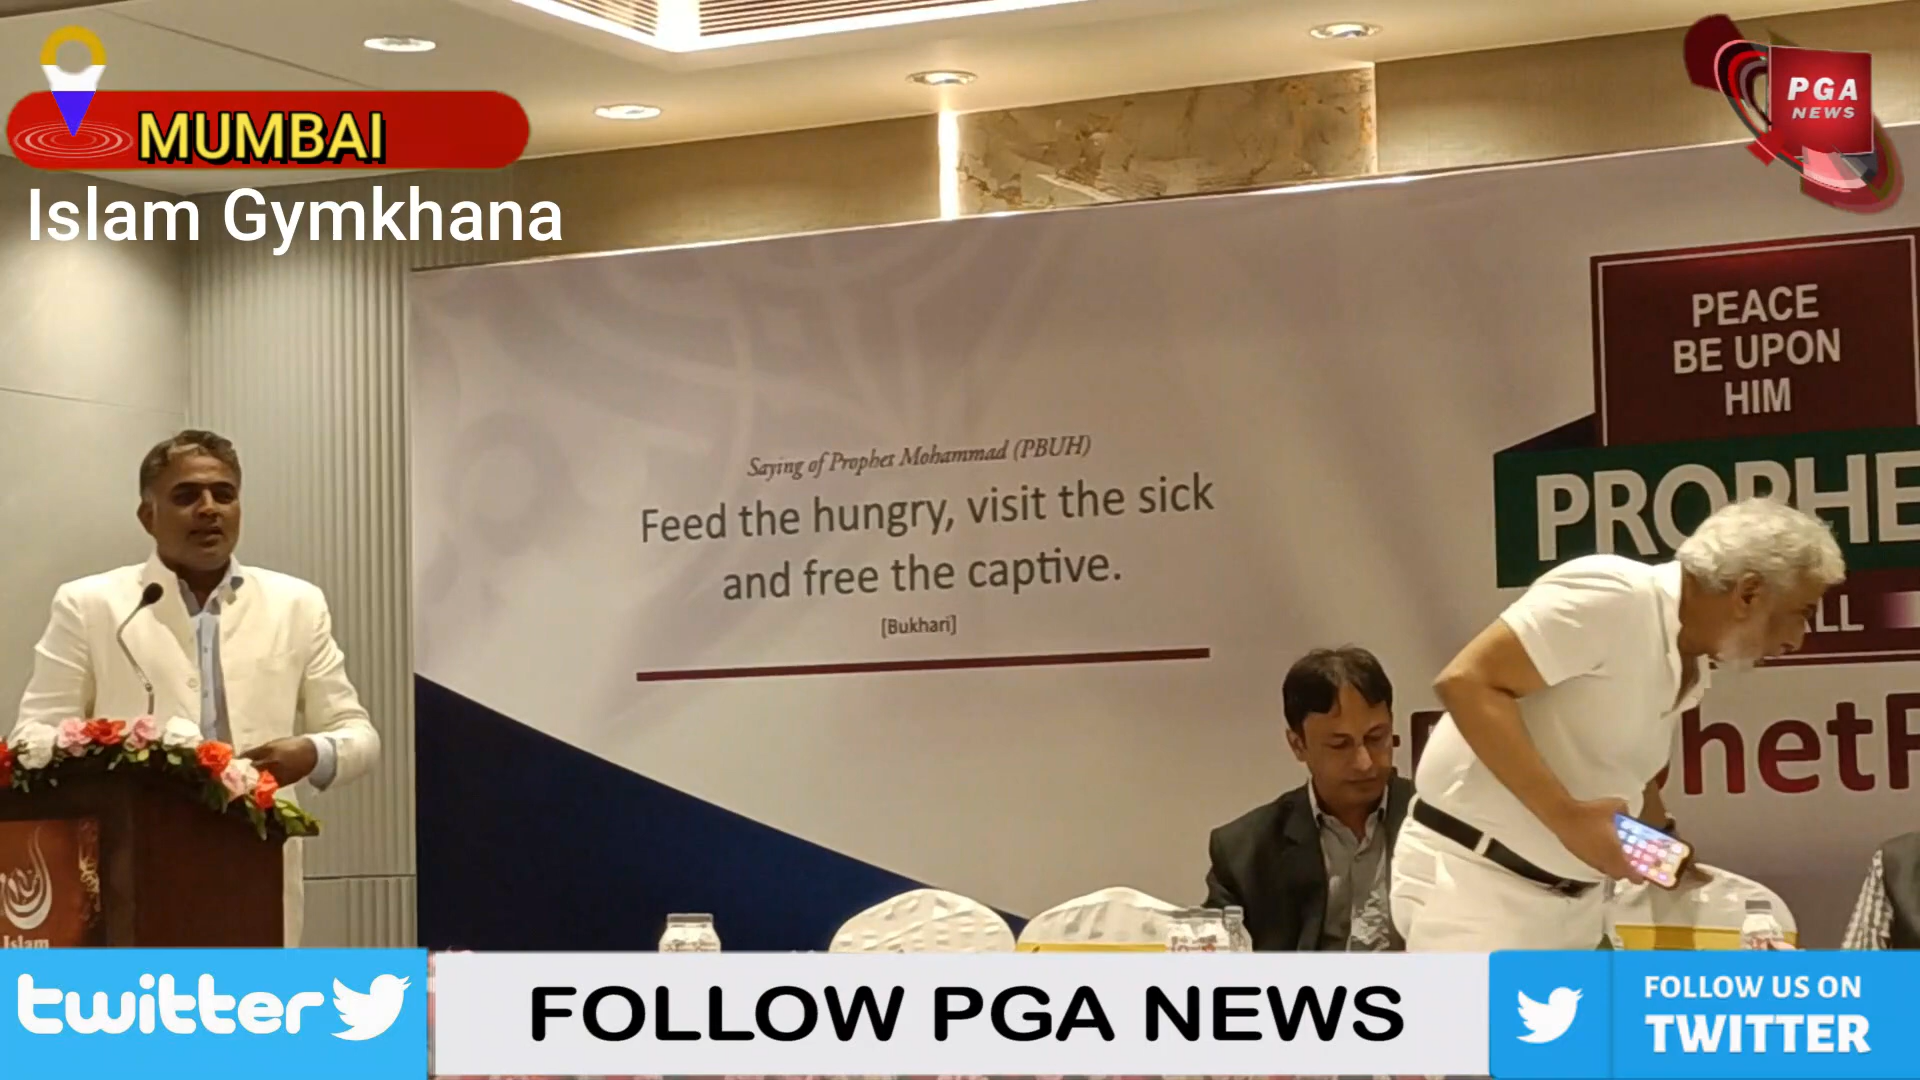 MUMBAI
Islam Gymkhana
PGA
NEWS
PEACE
BE UPON
HIM
Saying of Prophet Mohammad (PBUH)
Feed the hungry, visit the sick
and free the captive.
[Bukhari]
Islam
twitter
FOLLOW PGA NEWS
FOLLOW US ON
TWITTER